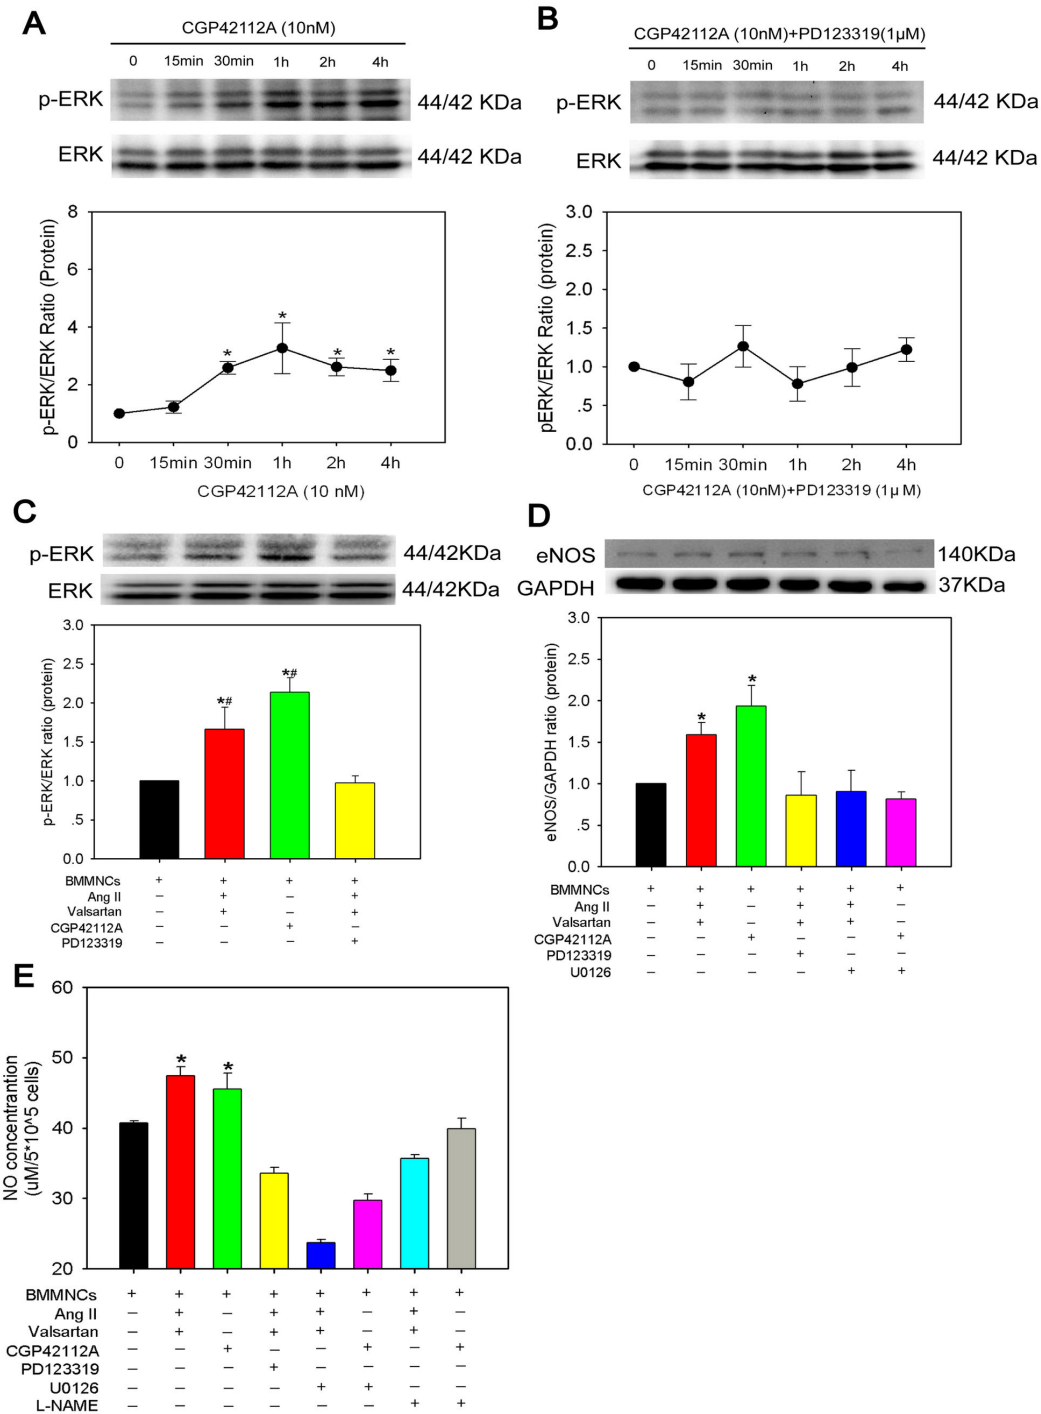 A
CGP42112A (10nM)
0 15min 30min 1h 2h 4h
p-ERK 44/42 KDa
ERK 44/42 KDa
p-ERK/ERK Ratio (Protein)
8
6
4
2
0
* * * *
0 15min 30min 1h 2h 4h
CGP42112A (10 nM)
B
CGP42112A (10nM)+PD123319(1μM)
0 15min 30min 1h 2h 4h
p-ERK 44/42 KDa
ERK 44/42 KDa
pERK/ERK Ratio (protein)
3.0
2.5
2.0
1.5
1.0
.5
0.0
0 15min 30min 1h 2h 4h
CGP42112A (10nM)+PD123319 (1μ M)
C
p-ERK 44/42KDa
ERK 44/42KDa
p-ERK/ERK ratio (protein)
3.0
2.5
2.0
1.5
1.0
.5
0.0
*# *#
BMMNCs + + + +
Ang II − + − +
Valsartan − + − +
CGP42112A − − + −
PD123319 − − − +
D
eNOS 140KDa
GAPDH 37KDa
eNOS/GAPDH ratio (protein)
3.0
2.5
2.0
1.5
1.0
.5
0.0
* *
BMMNCs + + + + + +
Ang II − + − + + −
Valsartan − + − + + −
CGP42112A − − + − − +
PD123319 − − − + − −
U0126 − − − − + +
E
NO concentrantion
(uM/5*10^5 cells)
60
50
40
30
20
* *
BMMNCs + + + + + + + +
Ang II − + − + + − + −
Valsartan − + − + + − + −
CGP42112A − − + − − + − +
PD123319 − − − + − − − −
U0126 − − − − + + − −
L-NAME − − − − − − + +